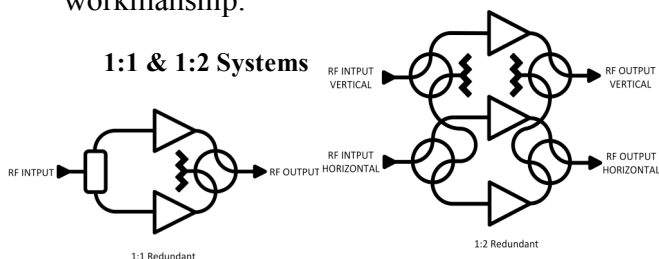 workmanship.
1:1 & 1:2 Systems
RF INTPUT
VERTICAL
RF OUTPUT
VERTICAL
RF INTPUT
RF OUTPUT
RF INTPUT
HORIZONTAL
RF OUTPUT
HORIZONTAL
1:1 Redundant
1:2 Redundant